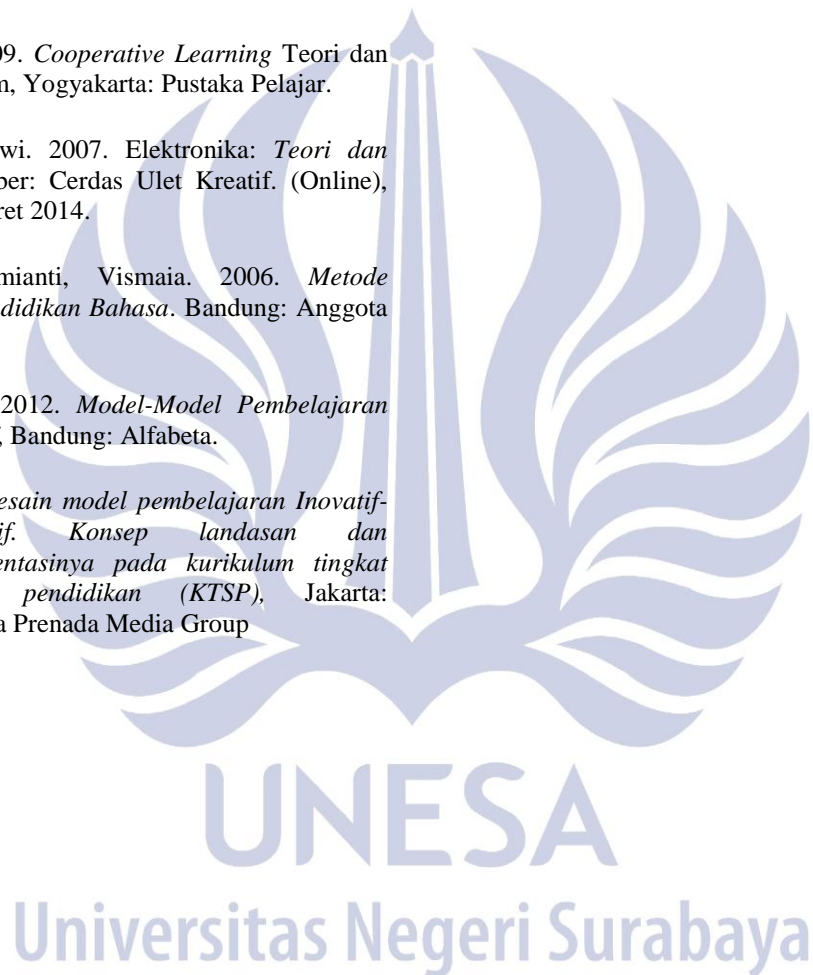 09. Cooperative Learning Teori dan
n, Yogyakarta: Pustaka Pelajar.
wi. 2007. Elektronika: Teori dan
ber: Cerdas Ulet Kreatif. (Online),
ret 2014.
mianti, Vismaia. 2006. Metode
didikan Bahasa. Bandung: Anggota
2012. Model-Model Pembelajaran
, Bandung: Alfabeta.
esain model pembelajaran Inovatif-
if. Konsep landasan dan
entasinya pada kurikulum tingkat
pendidikan (KTSP), Jakarta:
a Prenada Media Group
UNESA
Universitas Negeri Surabaya